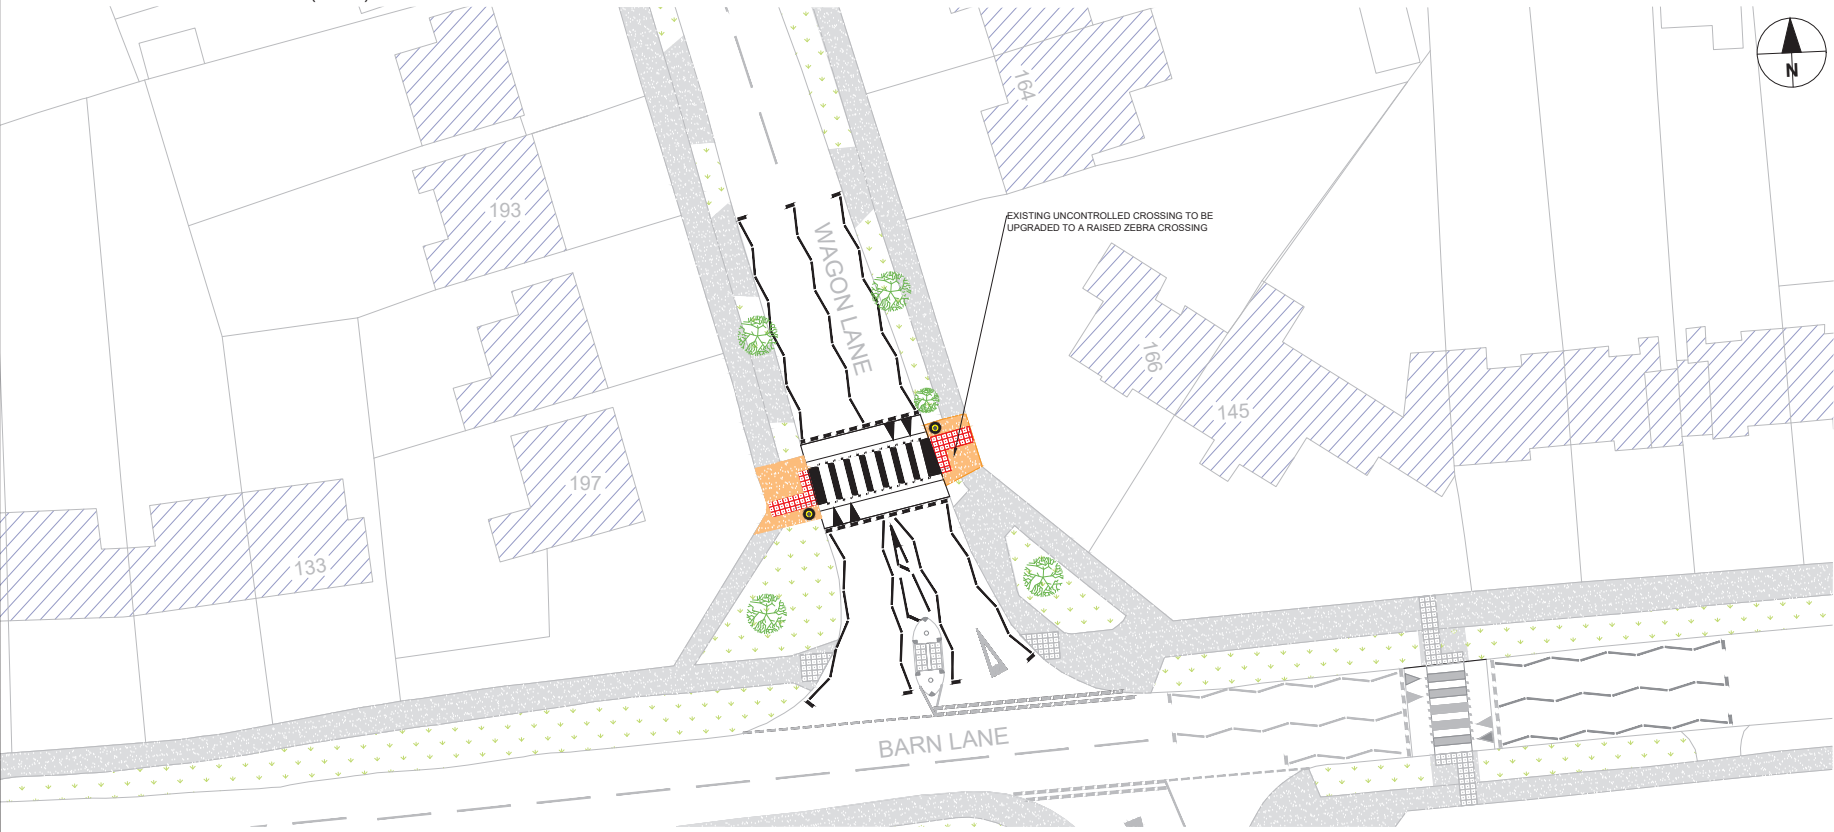 N
164
193
EXISTING UNCONTROLLED CROSSING TO BE
UPGRADED TO A RAISED ZEBRA CROSSING
WAGON LANE
166
145
197
133
BARN LANE